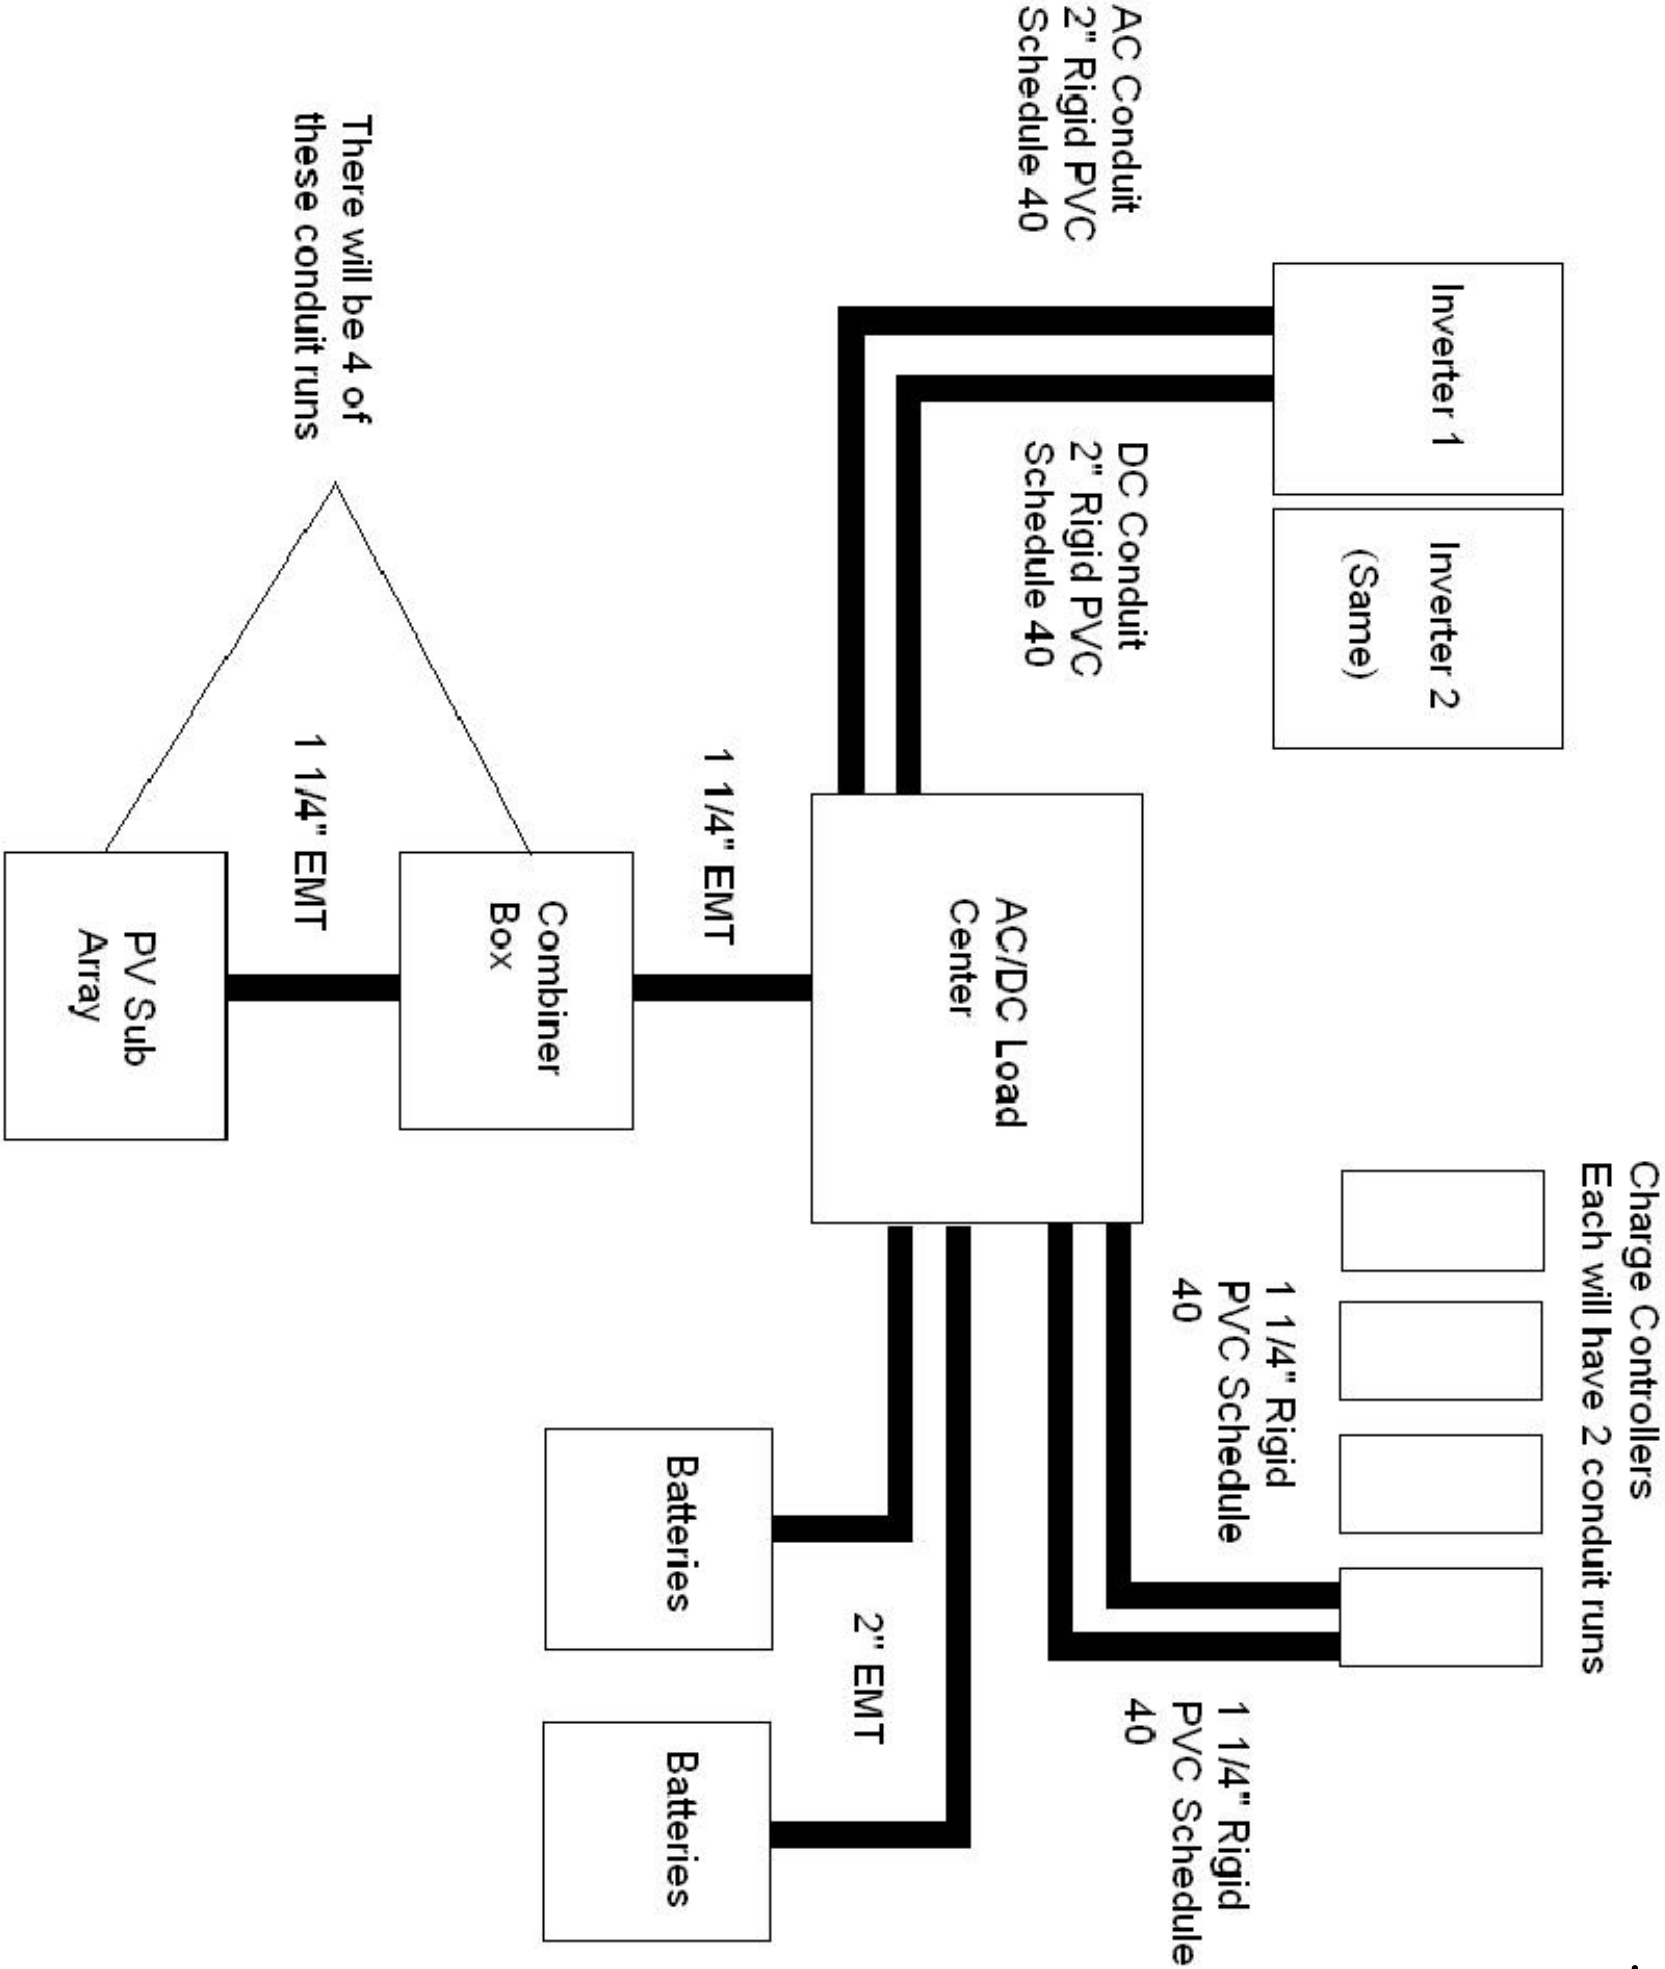 Charge Controllers
Each will have 2 conduit runs
Inverter 1
Inverter 2
(Same)
AC Conduit
2" Rigid PVC
Schedule 40
DC Conduit
2" Rigid PVC
Schedule 40
1 1/4" Rigid
PVC Schedule
40
1 1/4" Rigid
PVC Schedule
40
AC/DC Load
Center
2" EMT
1 1/4" EMT
Batteries
Batteries
Combiner
Box
There will be 4 of
these conduit runs
1 1/4" EMT
PV Sub
Array